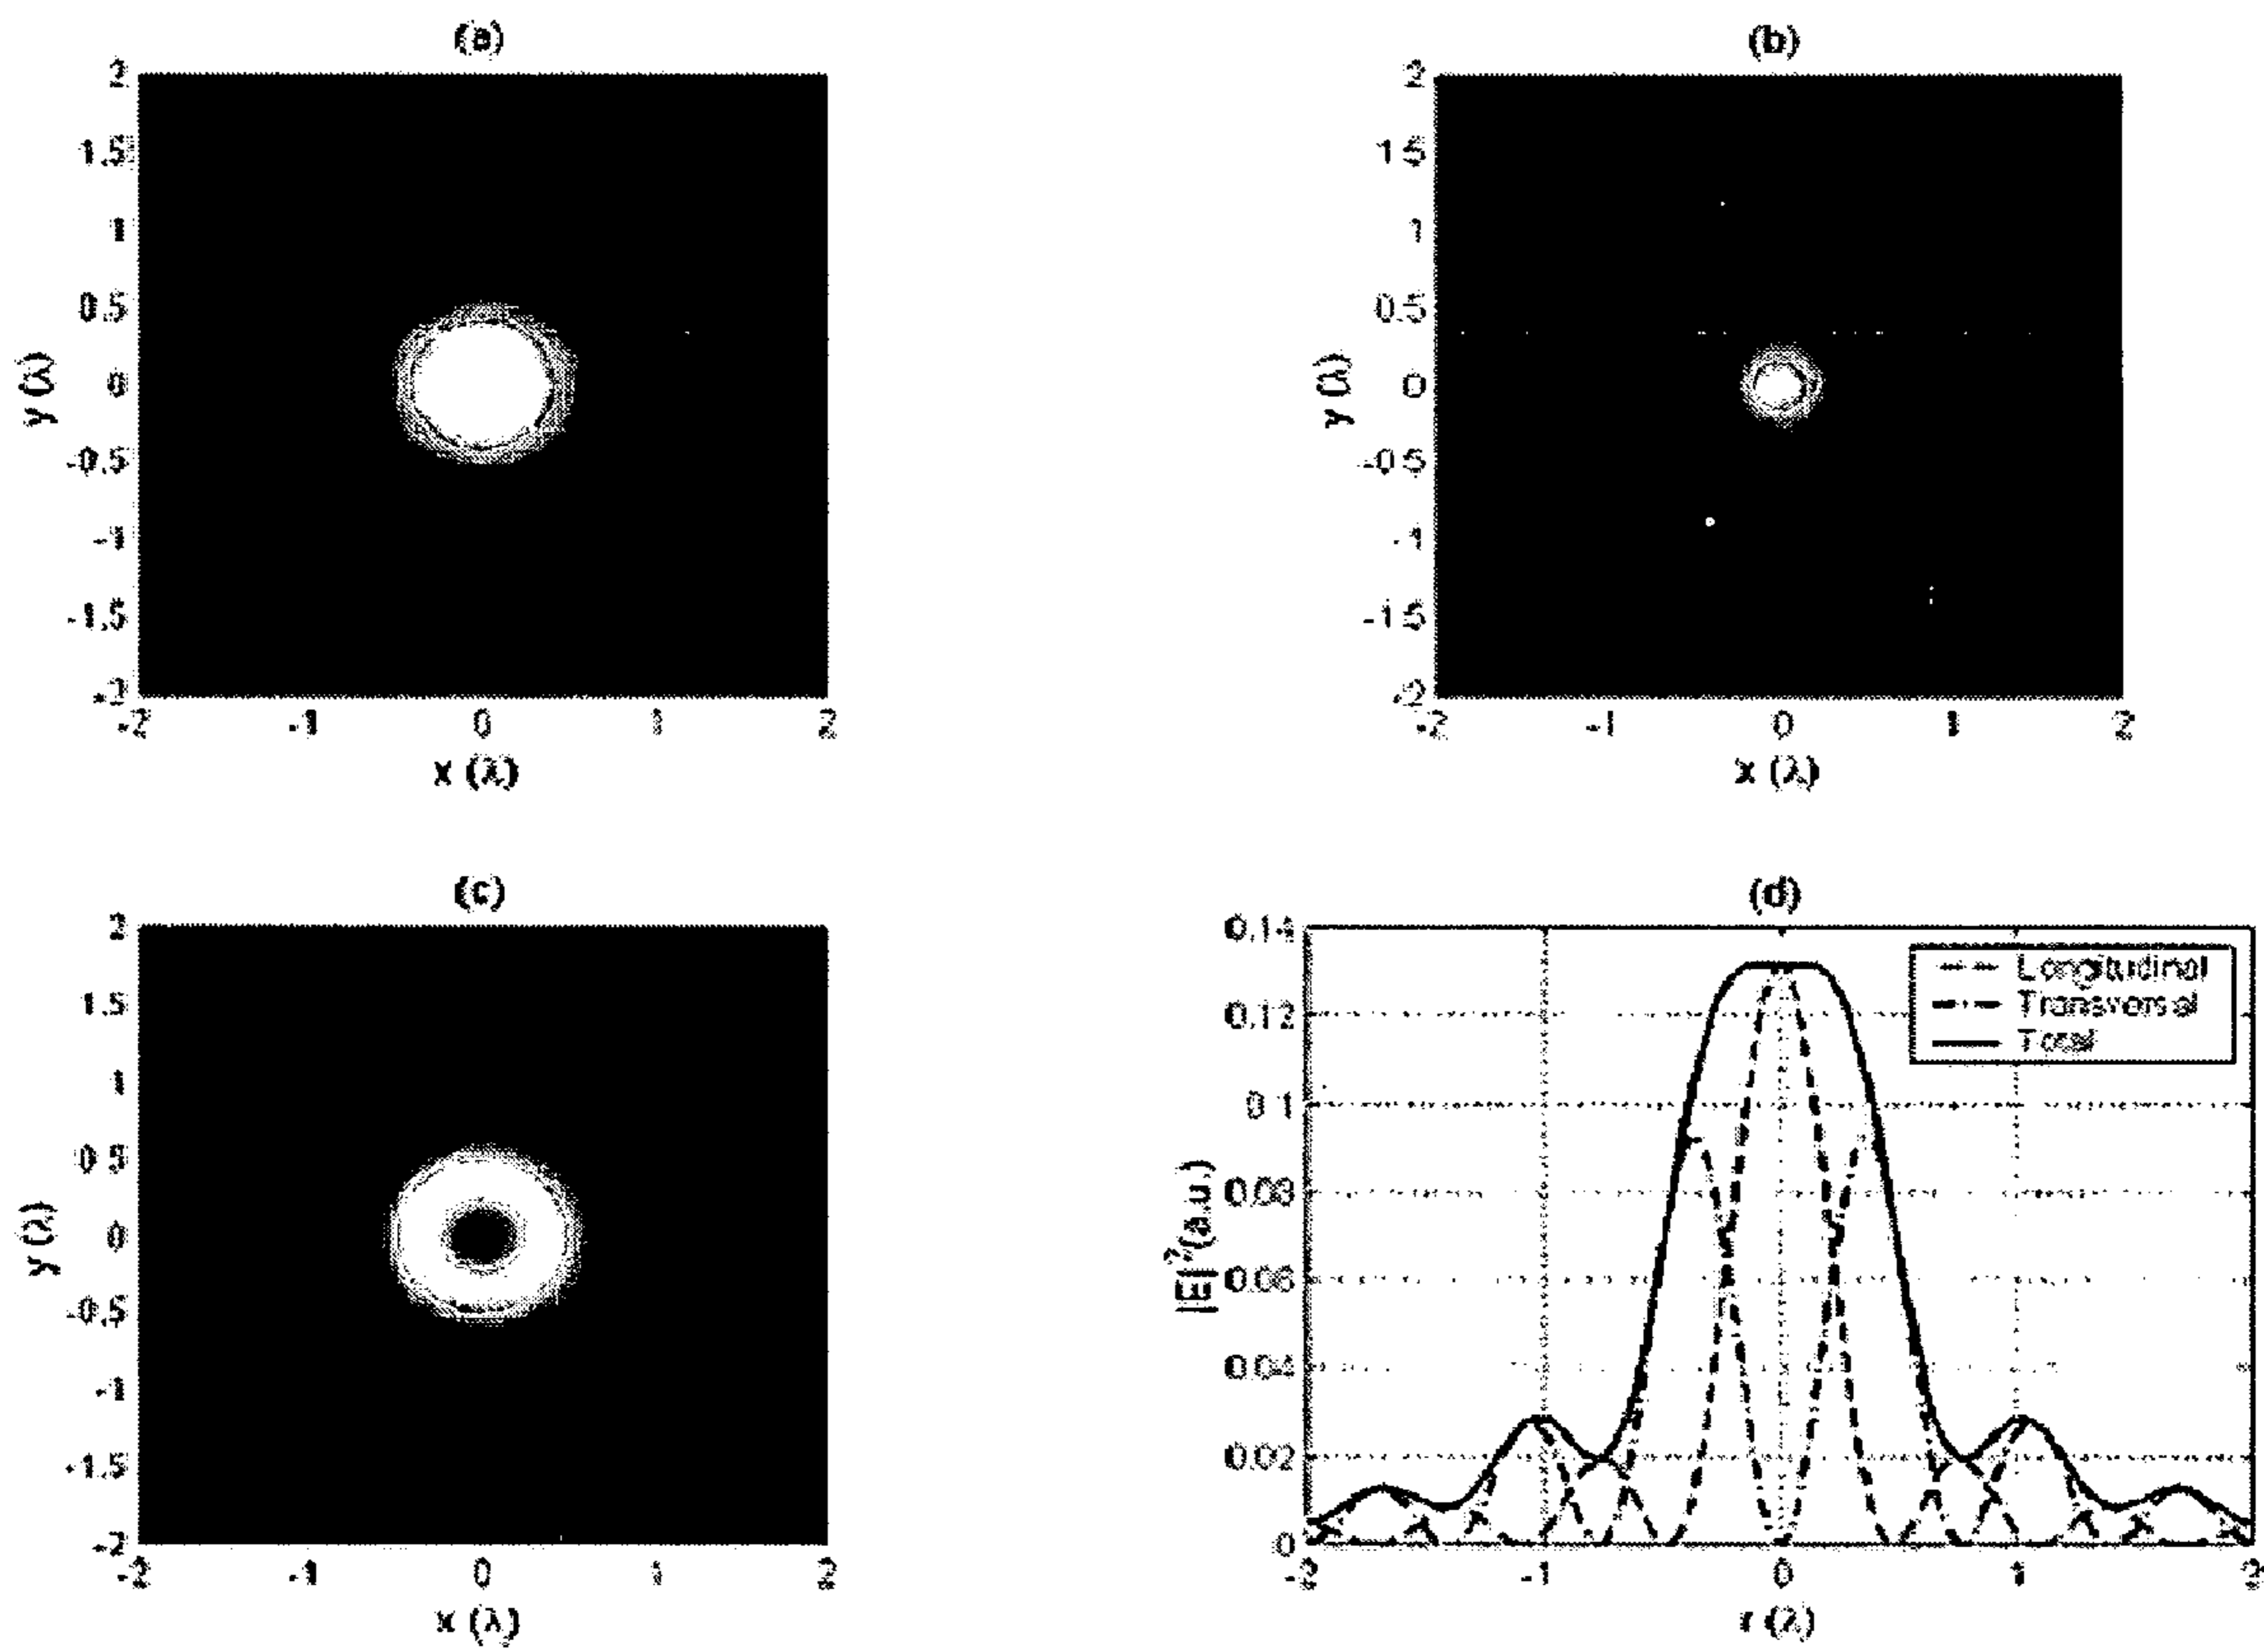 (a)
2
1.5
1
0.5
0
-0.5
-1
-1.5
-2
y (λ)
-2 -1 0 1 2
x (λ)
(b)
2
1.5
1
0.5
0
-0.5
-1
-1.5
-2
y (λ)
-2 -1 0 1 2
x (λ)
(c)
2
1.5
1
0.5
0
-0.5
-1
-1.5
-2
y (λ)
-2 -1 0 1 2
x (λ)
(d)
0.14
0.12
0.1
0.08
0.06
0.04
0.02
0
|E|²(a.u.)
Longitudinal
Transversal
Total
-2 -1 0 1 2
r (λ)